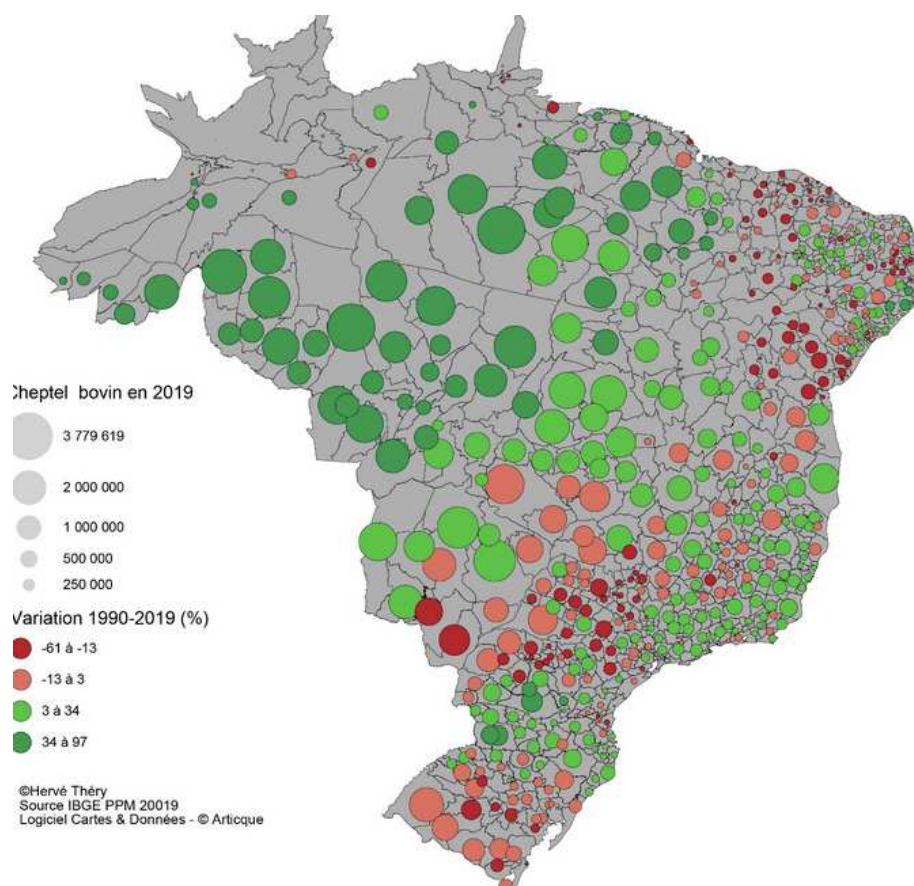 Cheptel bovin en 2019
3 779 619
2 000 000
1 000 000
500 000
250 000
Variation 1990-2019 (%)
-61 à -13
-13 à 3
3 à 34
34 à 97
©Hervé Théry
Source IBGE PPM 20019
Logiciel Cartes & Données - © Articque